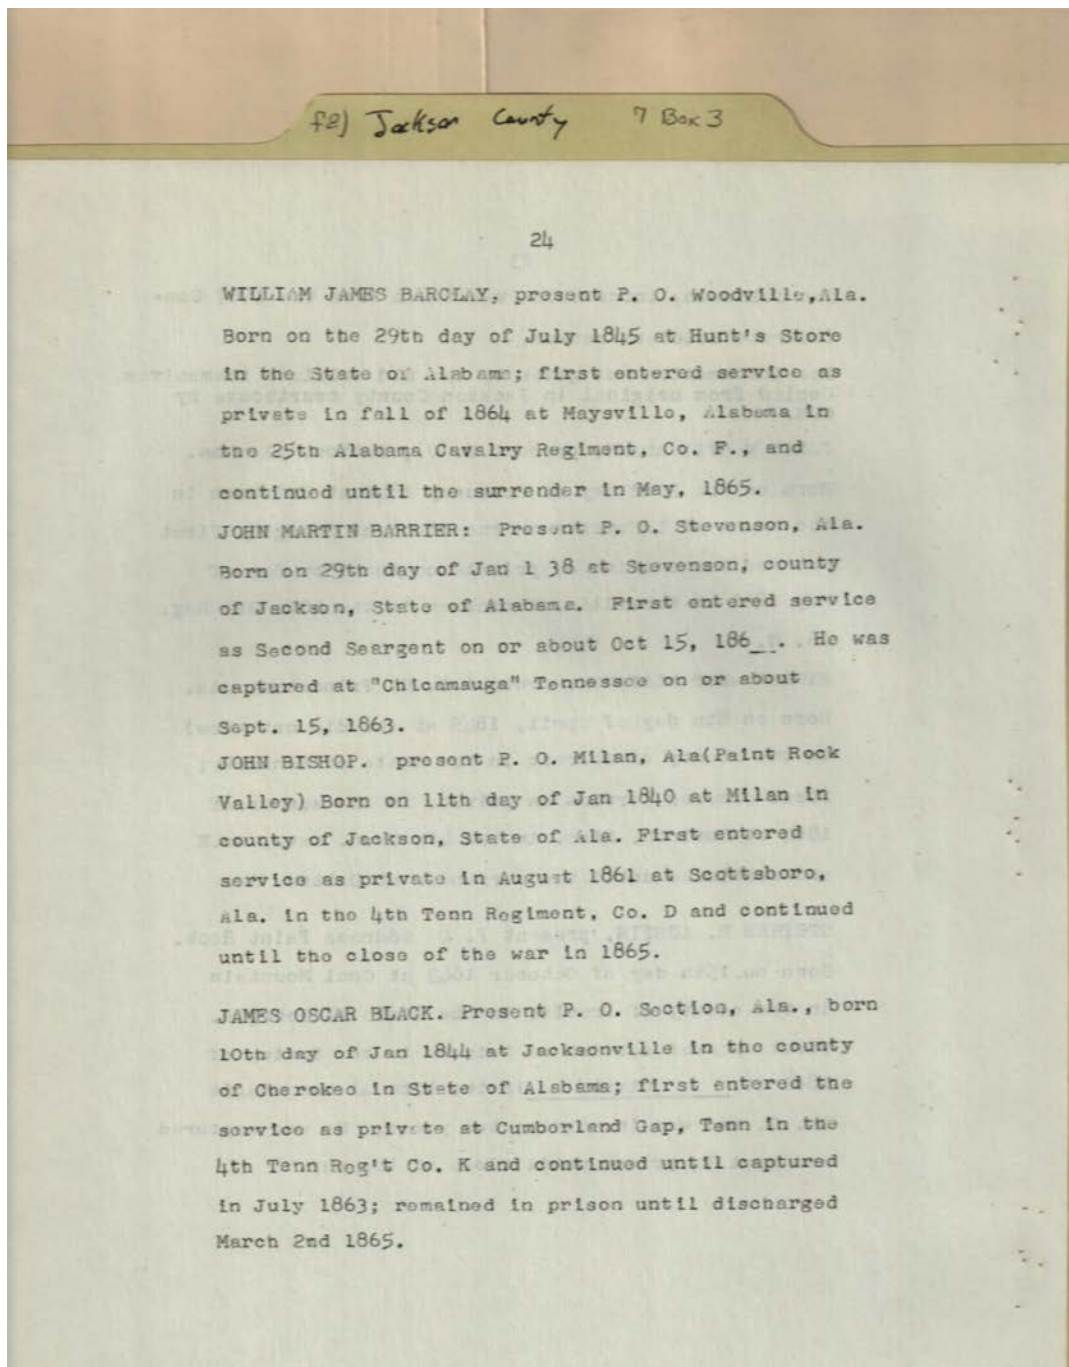 f2) Jackson County 7 Box 3
24
WILLIAM JAMES BARCLAY, present P. O. Woodville,Ala.
Born on the 29th day of July 1845 at Hunt's Store
in the State of Alabama; first entered service as
private in fall of 1864 at Maysville, Alabama in
the 25th Alabama Cavalry Regiment, Co. F., and
continued until the surrender in May, 1865.
JOHN MARTIN BARRIER: Present P. O. Stevenson, Ala.
Born on 29th day of Jan 1 38 at Stevenson, county
of Jackson, State of Alabama. First entered service
as Second Seargent on or about Oct 15, 186__. He was
captured at "Chicamauga" Tennessee on or about
Sept. 15, 1863.
JOHN BISHOP. present P. O. Milan, Ala(Paint Rock
Valley) Born on 11th day of Jan 1840 at Milan in
county of Jackson, State of Ala. First entered
service as private in August 1861 at Scottsboro,
Ala. in the 4th Tenn Regiment, Co. D and continued
until the close of the war in 1865.
JAMES OSCAR BLACK. Present P. O. Section, Ala., born
10th day of Jan 1844 at Jacksonville in the county
of Cherokee in State of Alabama; first entered the
service as private at Cumberland Gap, Tenn in the
4th Tenn Reg't Co. K and continued until captured
in July 1863; remained in prison until discharged
March 2nd 1865.